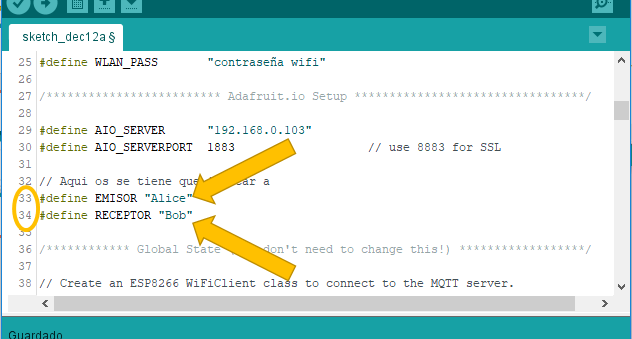 sketch_dec12a §
25 #define WLAN_PASS "contraseña wifi"
26
27 /************************* Adafruit.io Setup *********************************/
28
29 #define AIO_SERVER "192.168.0.103"
30 #define AIO_SERVERPORT 1883 // use 8883 for SSL
31
32 // Aqui os se tiene que a
33 #define EMISOR "Alice"
34 #define RECEPTOR "Bob"
35
36 /************ Global State don't need to change this!) ******************/
37
38 // Create an ESP8266 WiFiClient class to connect to the MQTT server.
Guardado